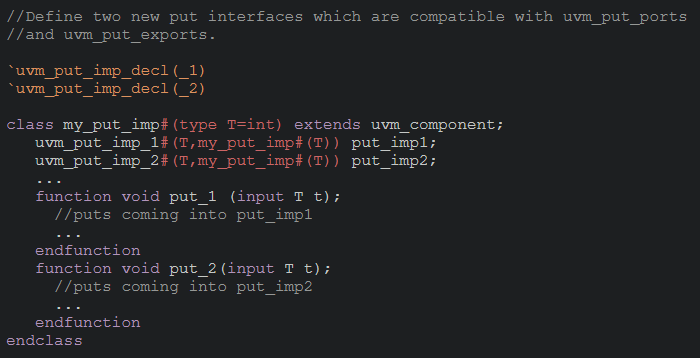 //Define two new put interfaces which are compatible with uvm_put_ports
//and uvm_put_exports.
`uvm_put_imp_decl(_1)
`uvm_put_imp_decl(_2)
class my_put_imp#(type T=int) extends uvm_component;
uvm_put_imp_1#(T,my_put_imp#(T)) put_imp1;
uvm_put_imp_2#(T,my_put_imp#(T)) put_imp2;
...
function void put_1 (input T t);
//puts coming into put_imp1
...
endfunction
function void put_2(input T t);
//puts coming into put_imp2
...
endfunction
endclass